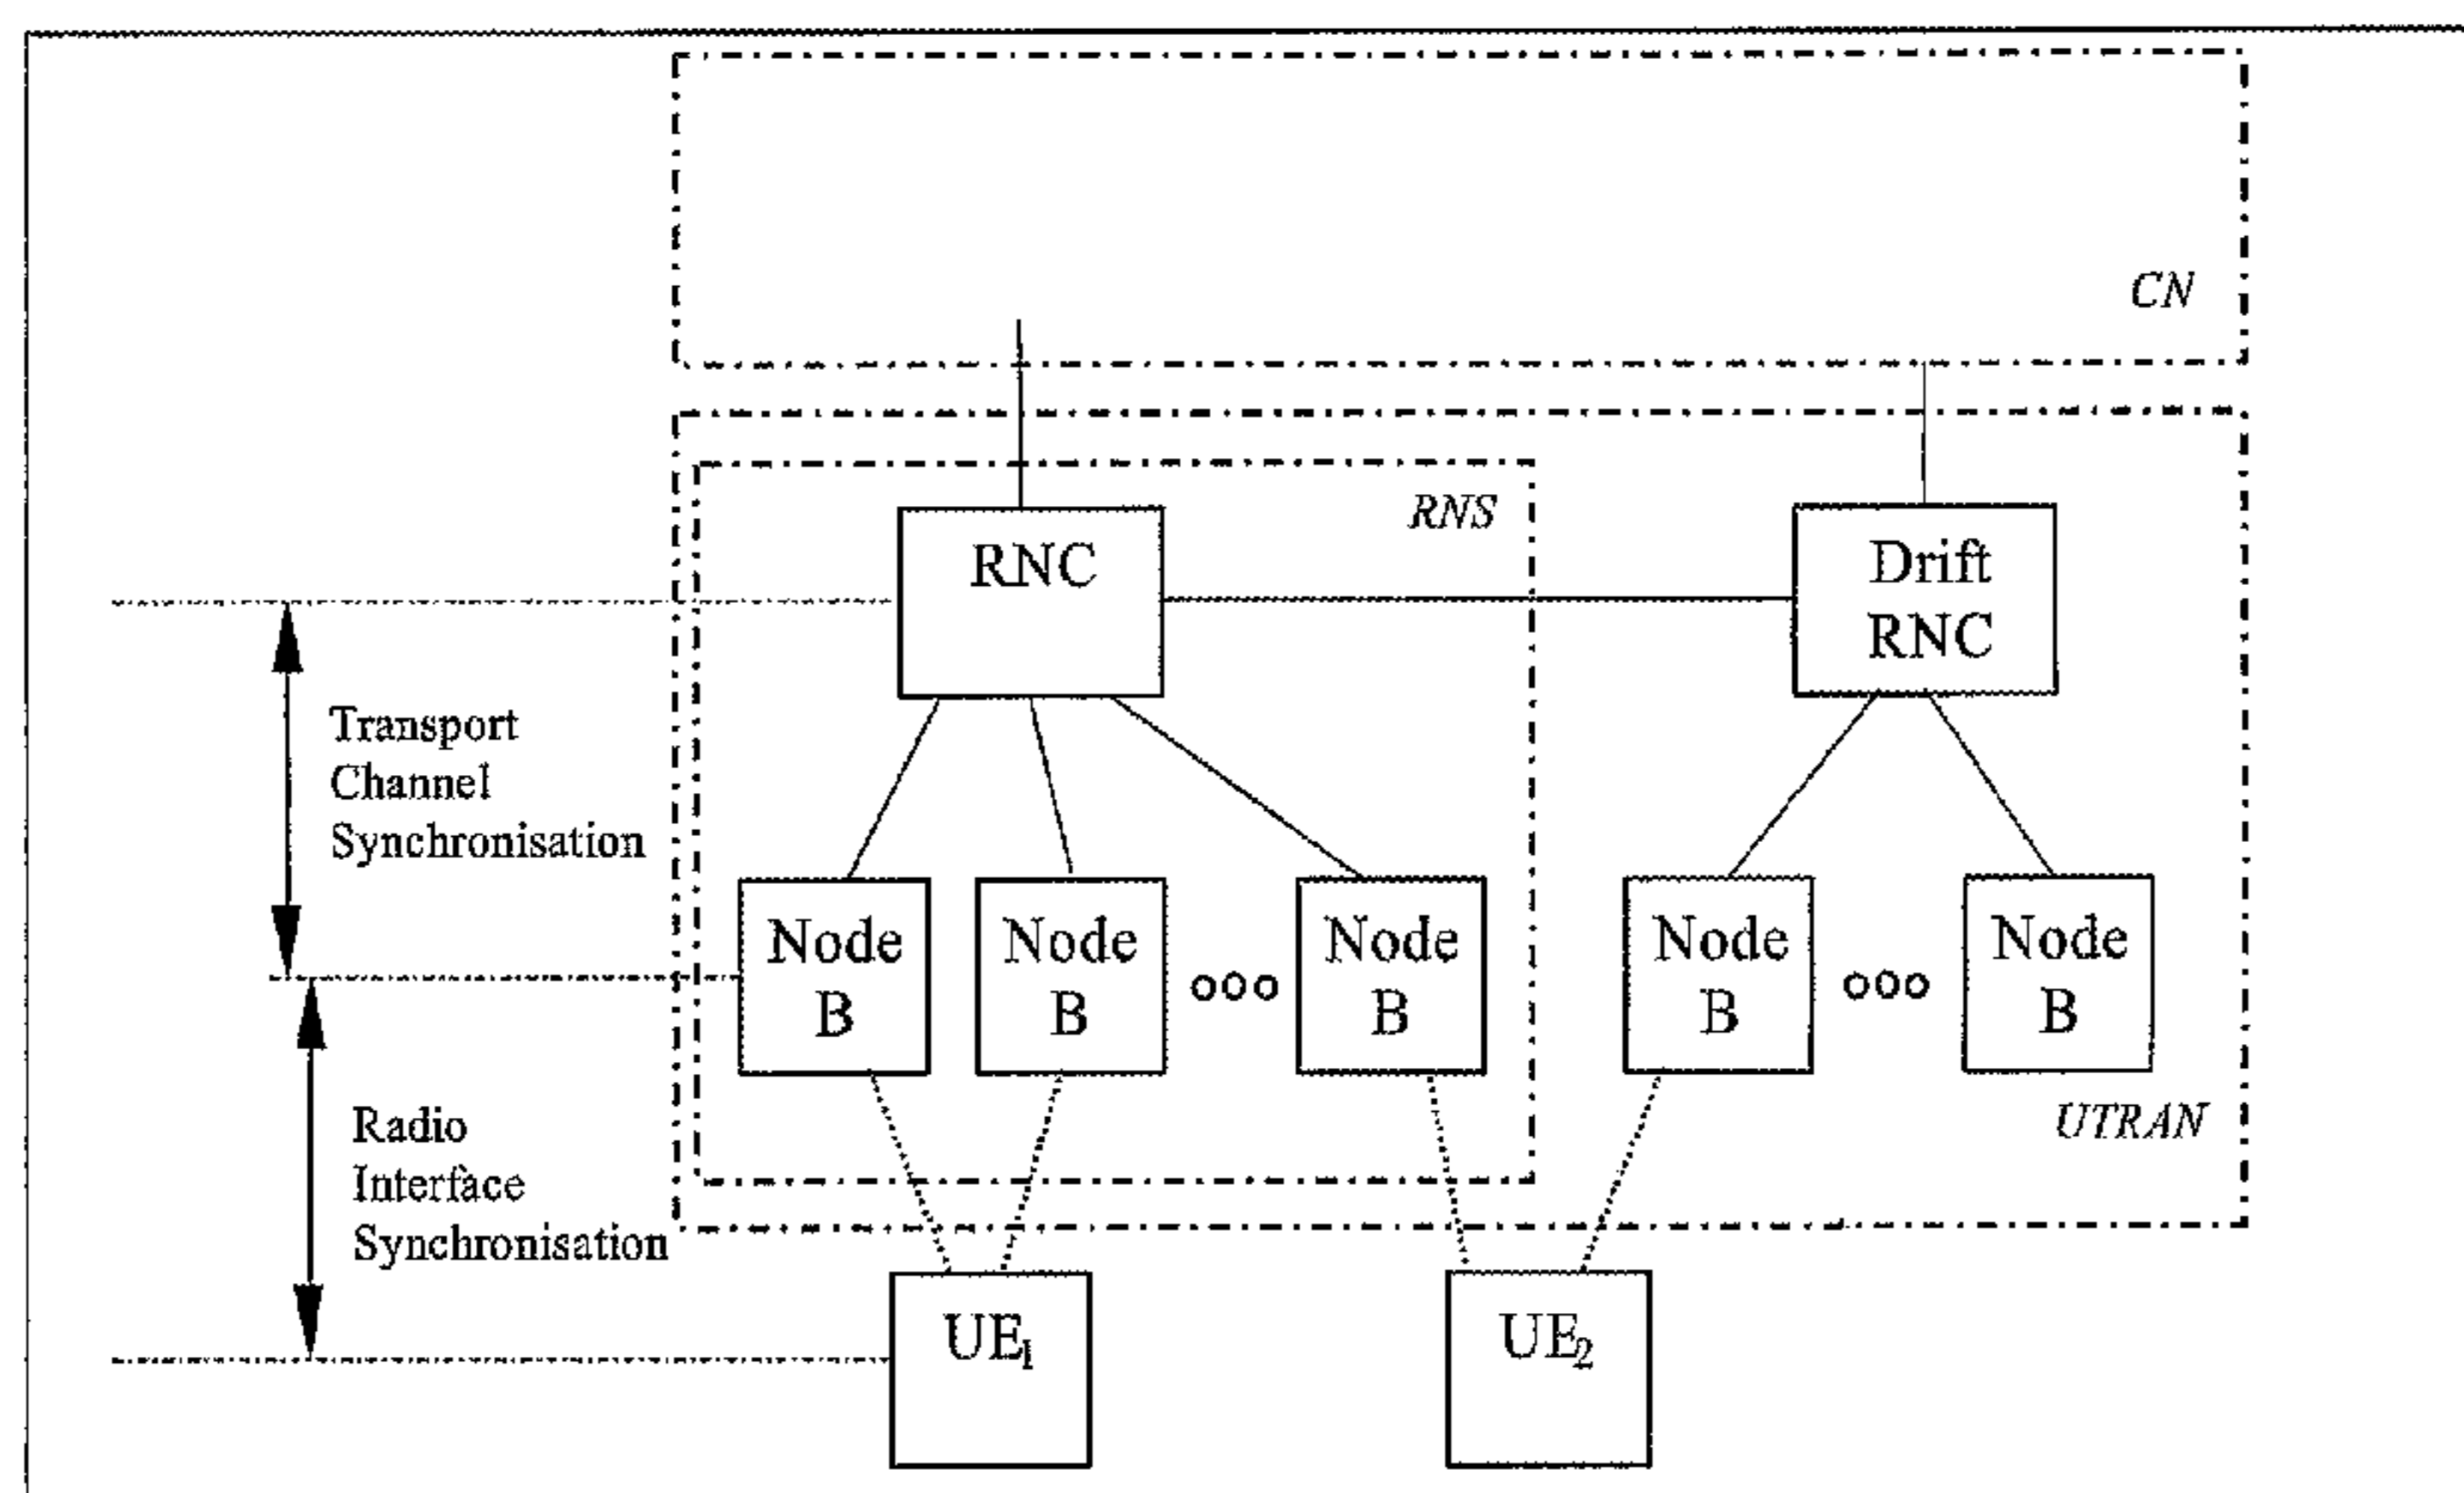 CN
RNS
RNC
Drift
RNC
Transport
Channel
Synchronisation
Node
B
Node
B
ooo
Node
B
Node
B
ooo
Node
B
UTRAN
Radio
Interface
Synchronisation
UE1
UE2